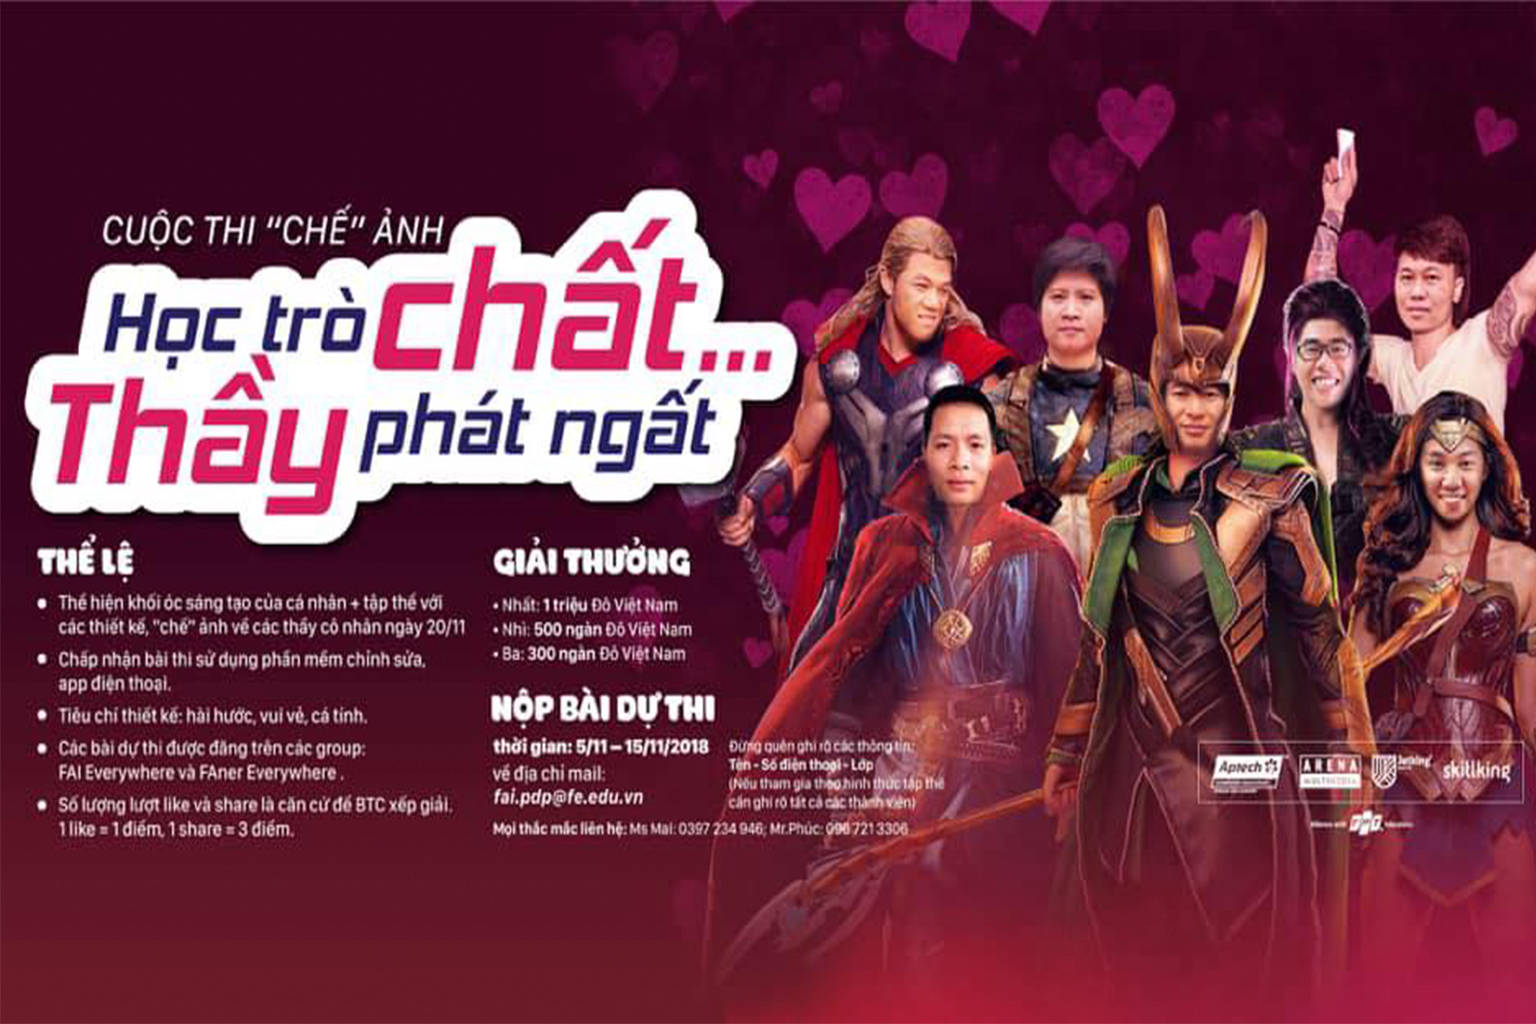 CUỘC THI "CHẾ" ẢNH
Học trò chất...
Thầy phát ngất
THỂ LỆ
• Thể hiện khối óc sáng tạo của cá nhân + tập thể với
các thiết kế, "chế" ảnh về các thầy cô nhân ngày 20/11
• Chấp nhận bài thi sử dụng phần mềm chỉnh sửa,
app điện thoại.
• Tiêu chí thiết kế: hài hước, vui vẻ, cá tính.
• Các bài dự thi được đăng trên các group:
FAI Everywhere và FAner Everywhere .
• Số lượng lượt like và share là căn cứ để BTC xếp giải.
1 like = 1 điểm, 1 share = 3 điểm.
GIẢI THƯỞNG
• Nhất: 1 triệu Đô Việt Nam
• Nhì: 500 ngàn Đô Việt Nam
• Ba: 300 ngàn Đô Việt Nam
NỘP BÀI DỰ THI
thời gian: 5/11 – 15/11/2018
về địa chỉ mail:
fai.pdp@fe.edu.vn
Đừng quên ghi rõ các thông tin:
Tên - Số điện thoại - Lớp
(Nếu tham gia theo hình thức tập thể
cần ghi rõ tất cả các thành viên)
Mọi thắc mắc liên hệ: Ms Mai: 0397 234 946; Mr.Phúc: 096 721 3306
Aptech
ARENA
MULTIMEDIA
Jetking
skillking
FPT